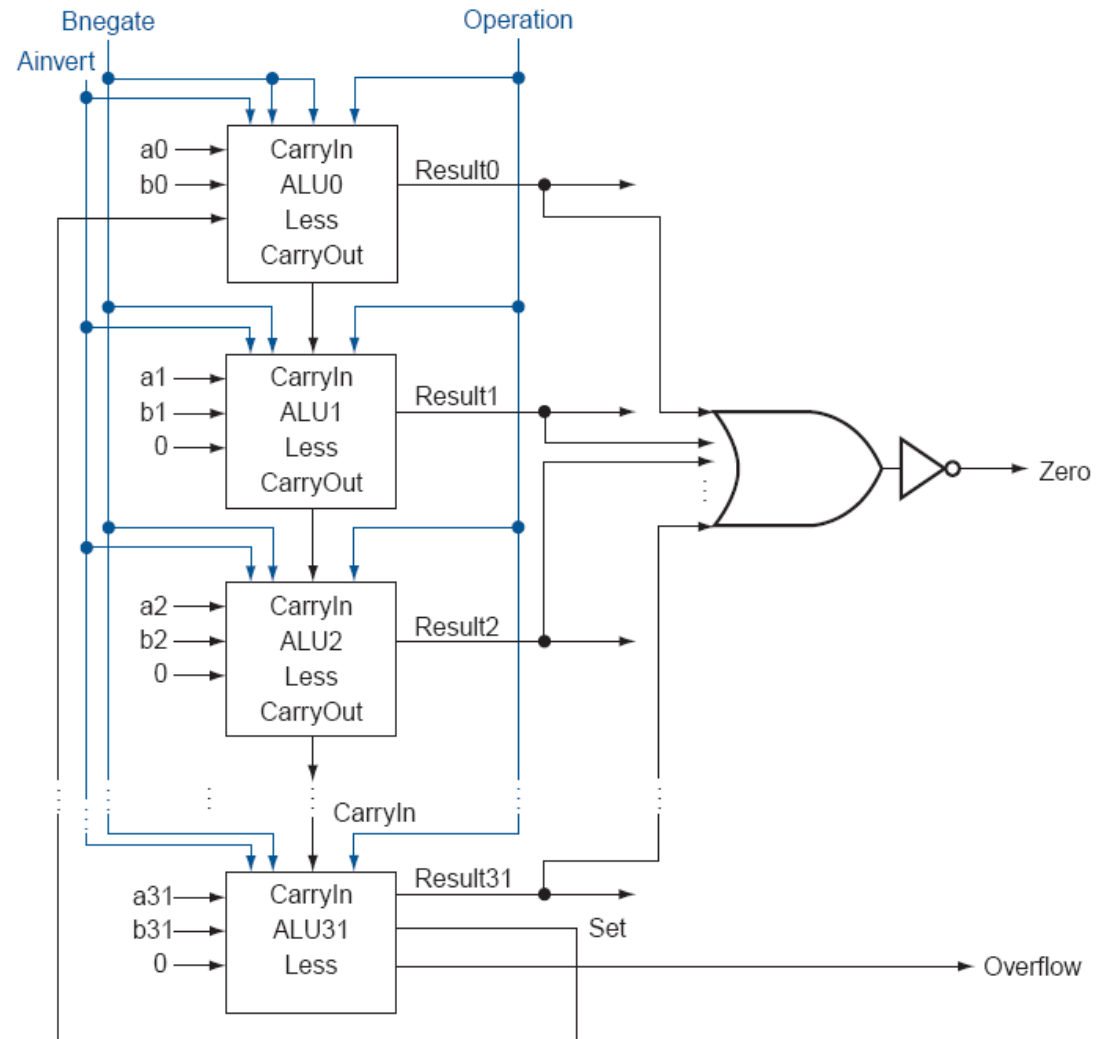 Bnegate
Operation
Ainvert
a0
b0
CarryIn
ALU0
Less
CarryOut
Result0
a1
b1
0
CarryIn
ALU1
Less
CarryOut
Result1
a2
b2
0
CarryIn
ALU2
Less
CarryOut
Result2
Zero
CarryIn
a31
b31
0
CarryIn
ALU31
Less
Result31
Set
Overflow